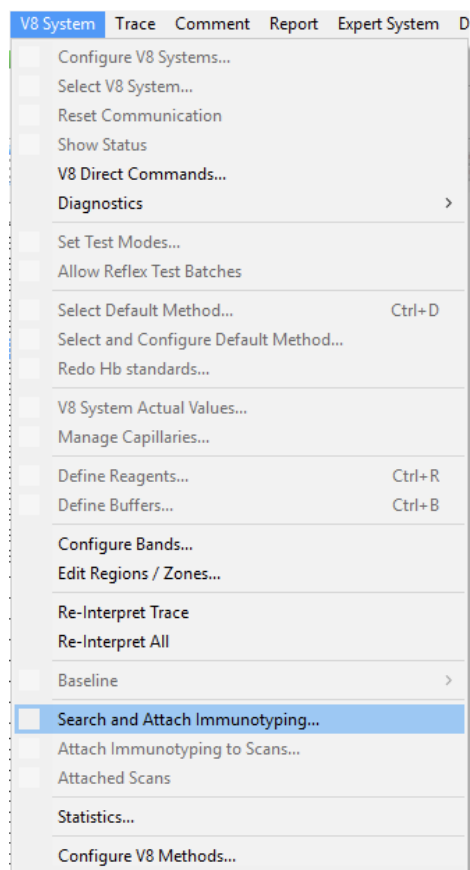 V8 System Trace Comment Report Expert System D
Configure V8 Systems...
Select V8 System...
Reset Communication
Show Status
V8 Direct Commands...
Diagnostics
Set Test Modes...
Allow Reflex Test Batches
Select Default Method... Ctrl+D
Select and Configure Default Method...
Redo Hb standards...
V8 System Actual Values...
Manage Capillaries...
Define Reagents... Ctrl+R
Define Buffers... Ctrl+B
Configure Bands...
Edit Regions / Zones...
Re-Interpret Trace
Re-Interpret All
Baseline
Search and Attach Immunotyping...
Attach Immunotyping to Scans...
Attached Scans
Statistics...
Configure V8 Methods...